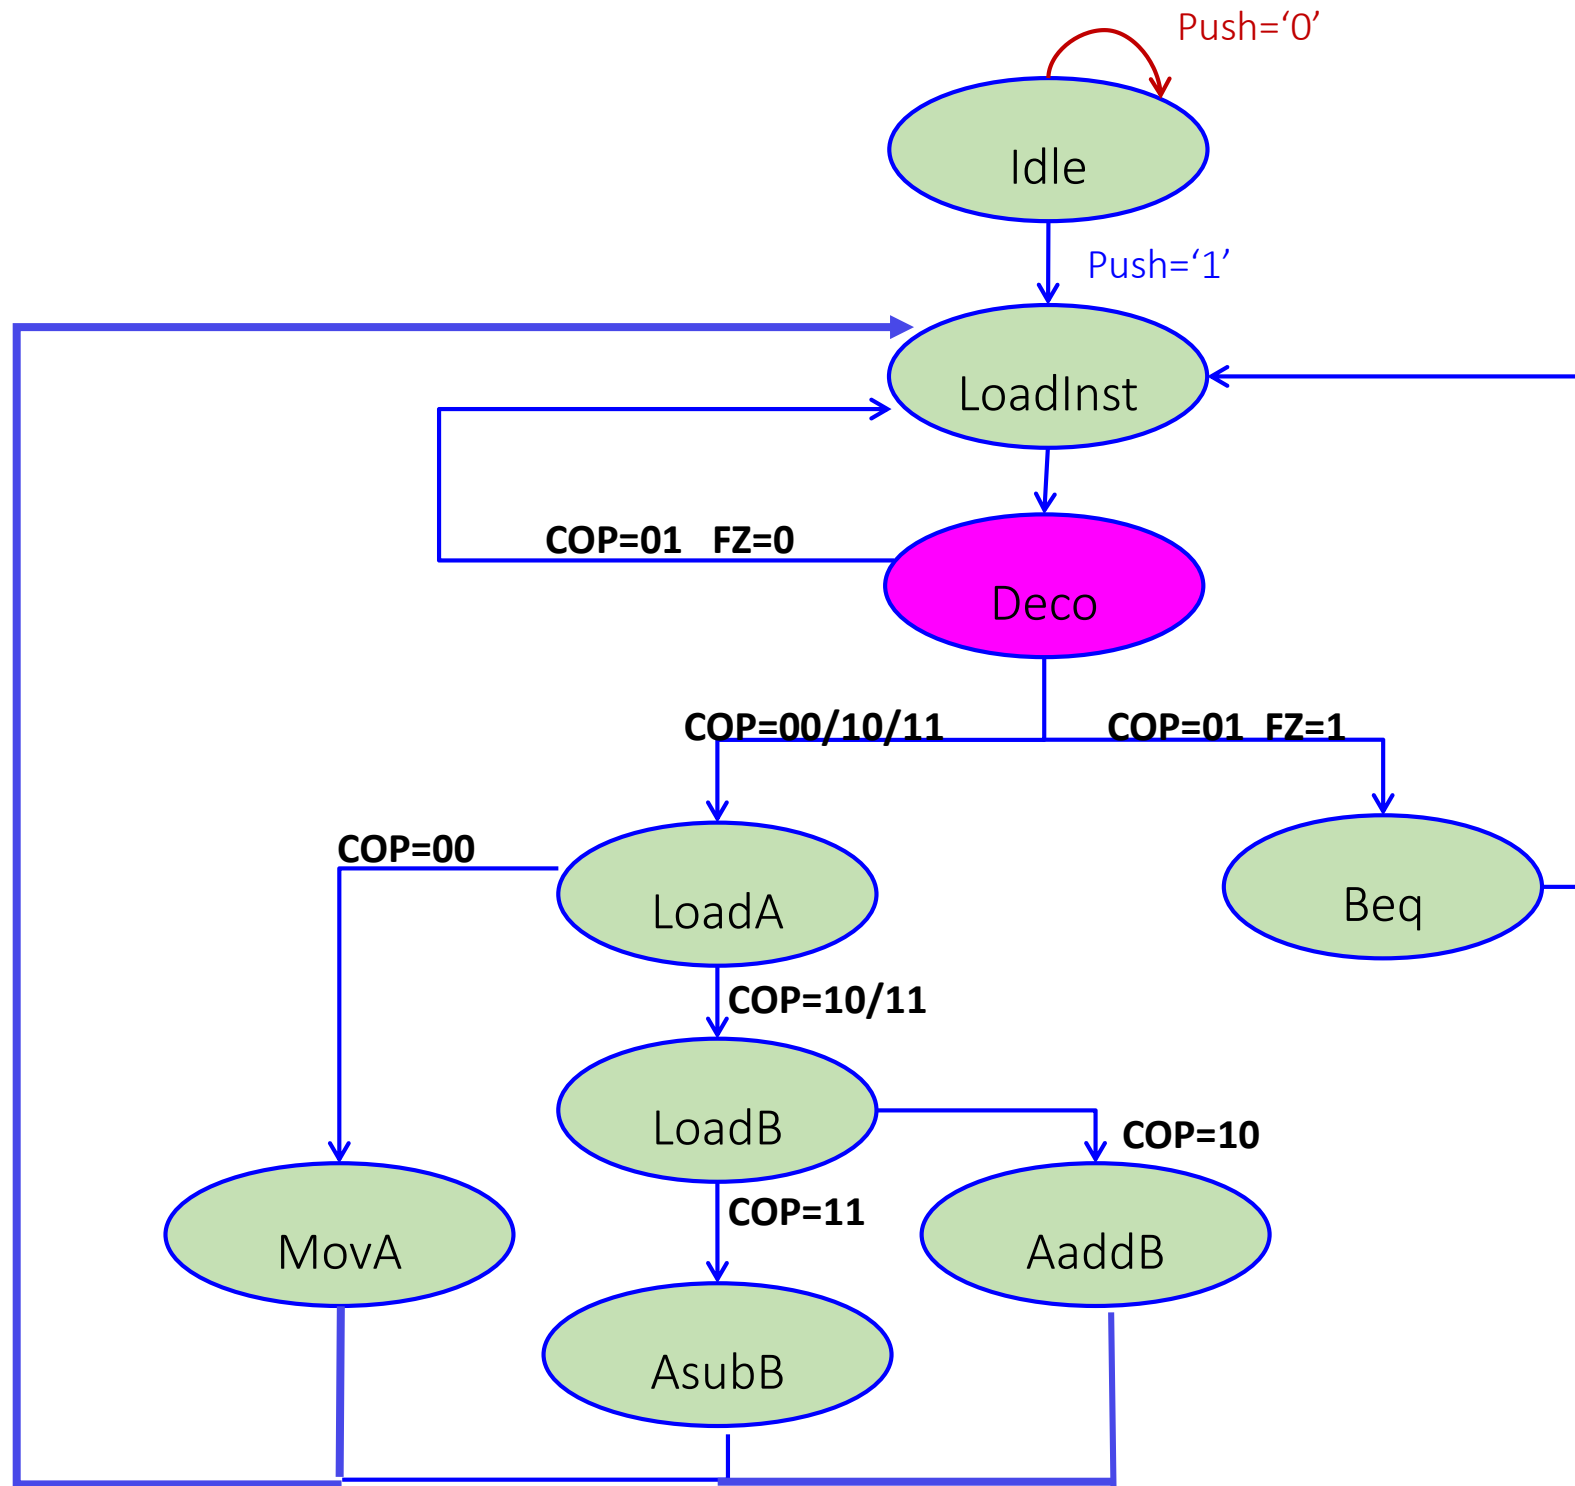 Push=‘0’
Idle
Push=‘1’
LoadInst
COP=01 FZ=0
Deco
COP=00/10/11
COP=01 FZ=1
COP=00
LoadA
Beq
COP=10/11
LoadB
COP=10
COP=11
MovA
AaddB
AsubB